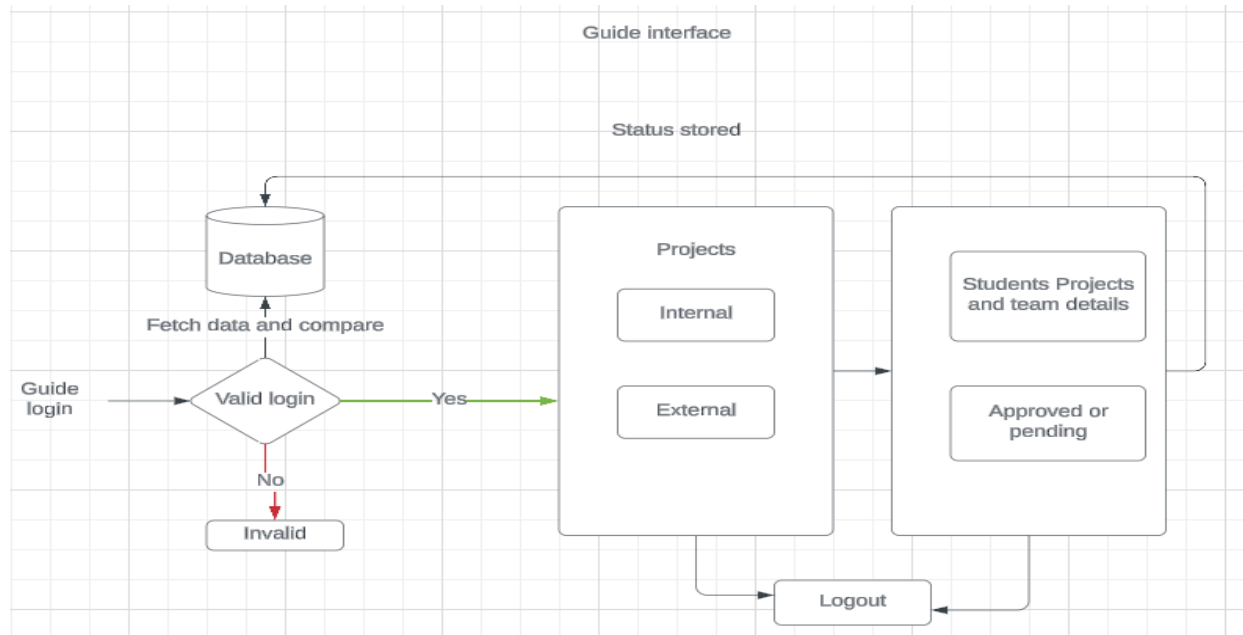 Guide interface
Status stored
Database
Fetch data and compare
Guide
login
Valid login
Yes
No
Invalid
Projects
Internal
External
Students Projects
and team details
Approved or
pending
Logout